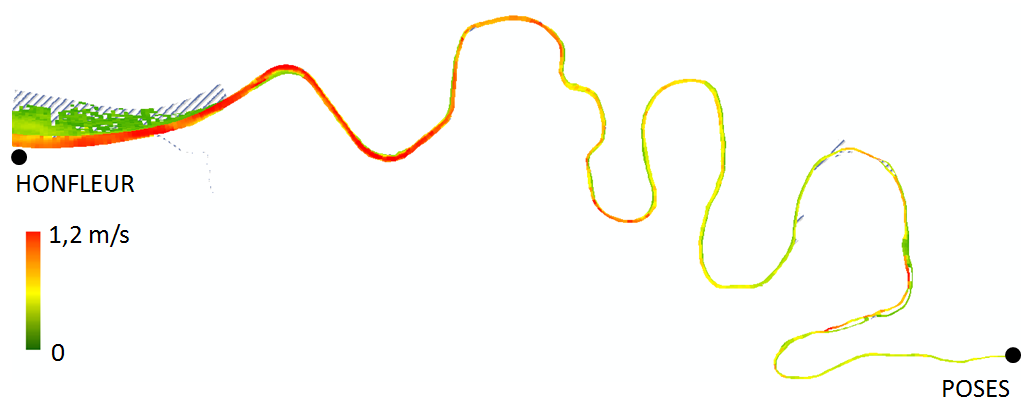 HONFLEUR
1,2 m/s
0
POSES